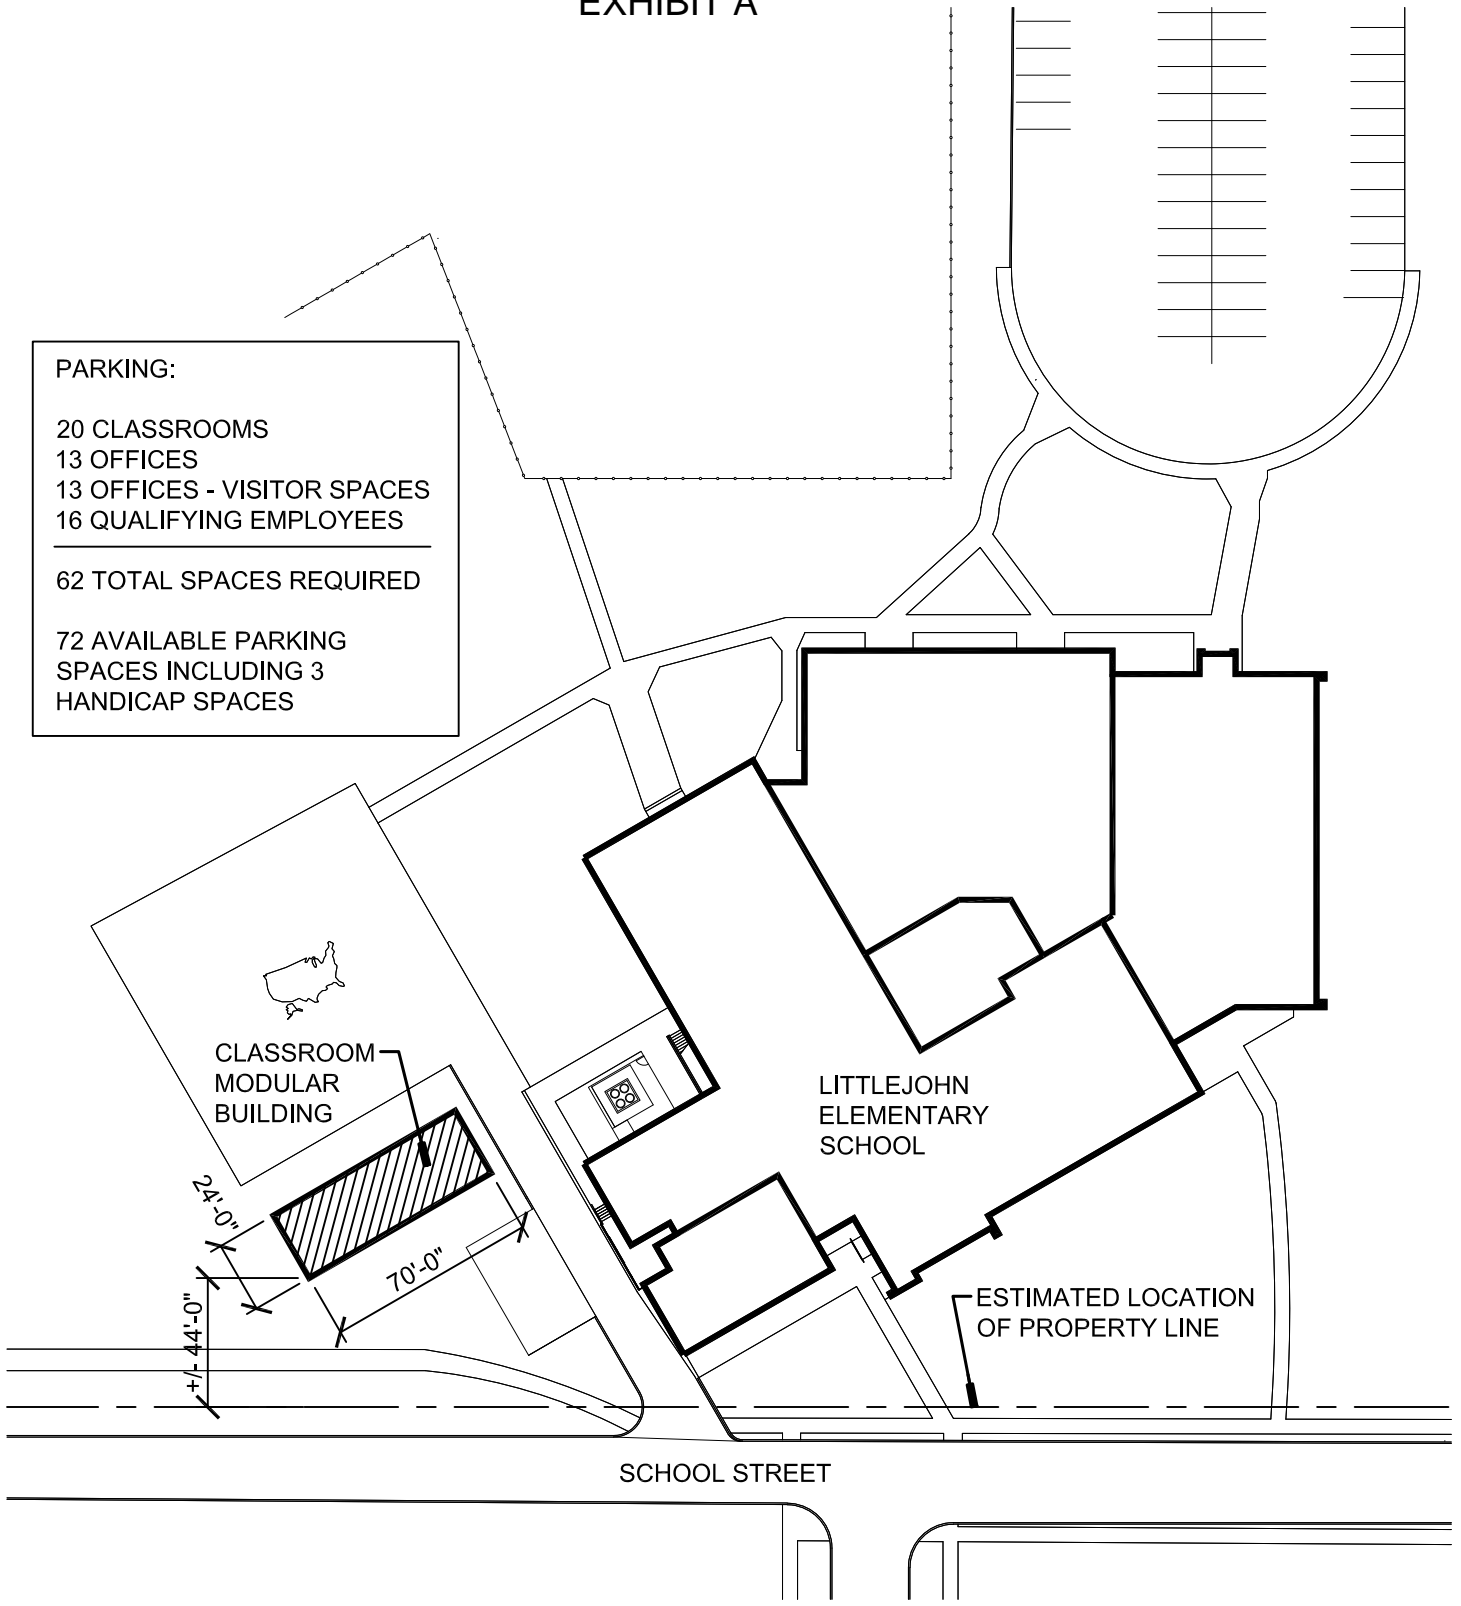 EXHIBIT A
PARKING:
20 CLASSROOMS
13 OFFICES
13 OFFICES - VISITOR SPACES
16 QUALIFYING EMPLOYEES
62 TOTAL SPACES REQUIRED
72 AVAILABLE PARKING
SPACES INCLUDING 3
HANDICAP SPACES
CLASSROOM
MODULAR
BUILDING
LITTLEJOHN
ELEMENTARY
SCHOOL
24'-0"
70'-0"
+/- 44'-0"
ESTIMATED LOCATION
OF PROPERTY LINE
SCHOOL STREET